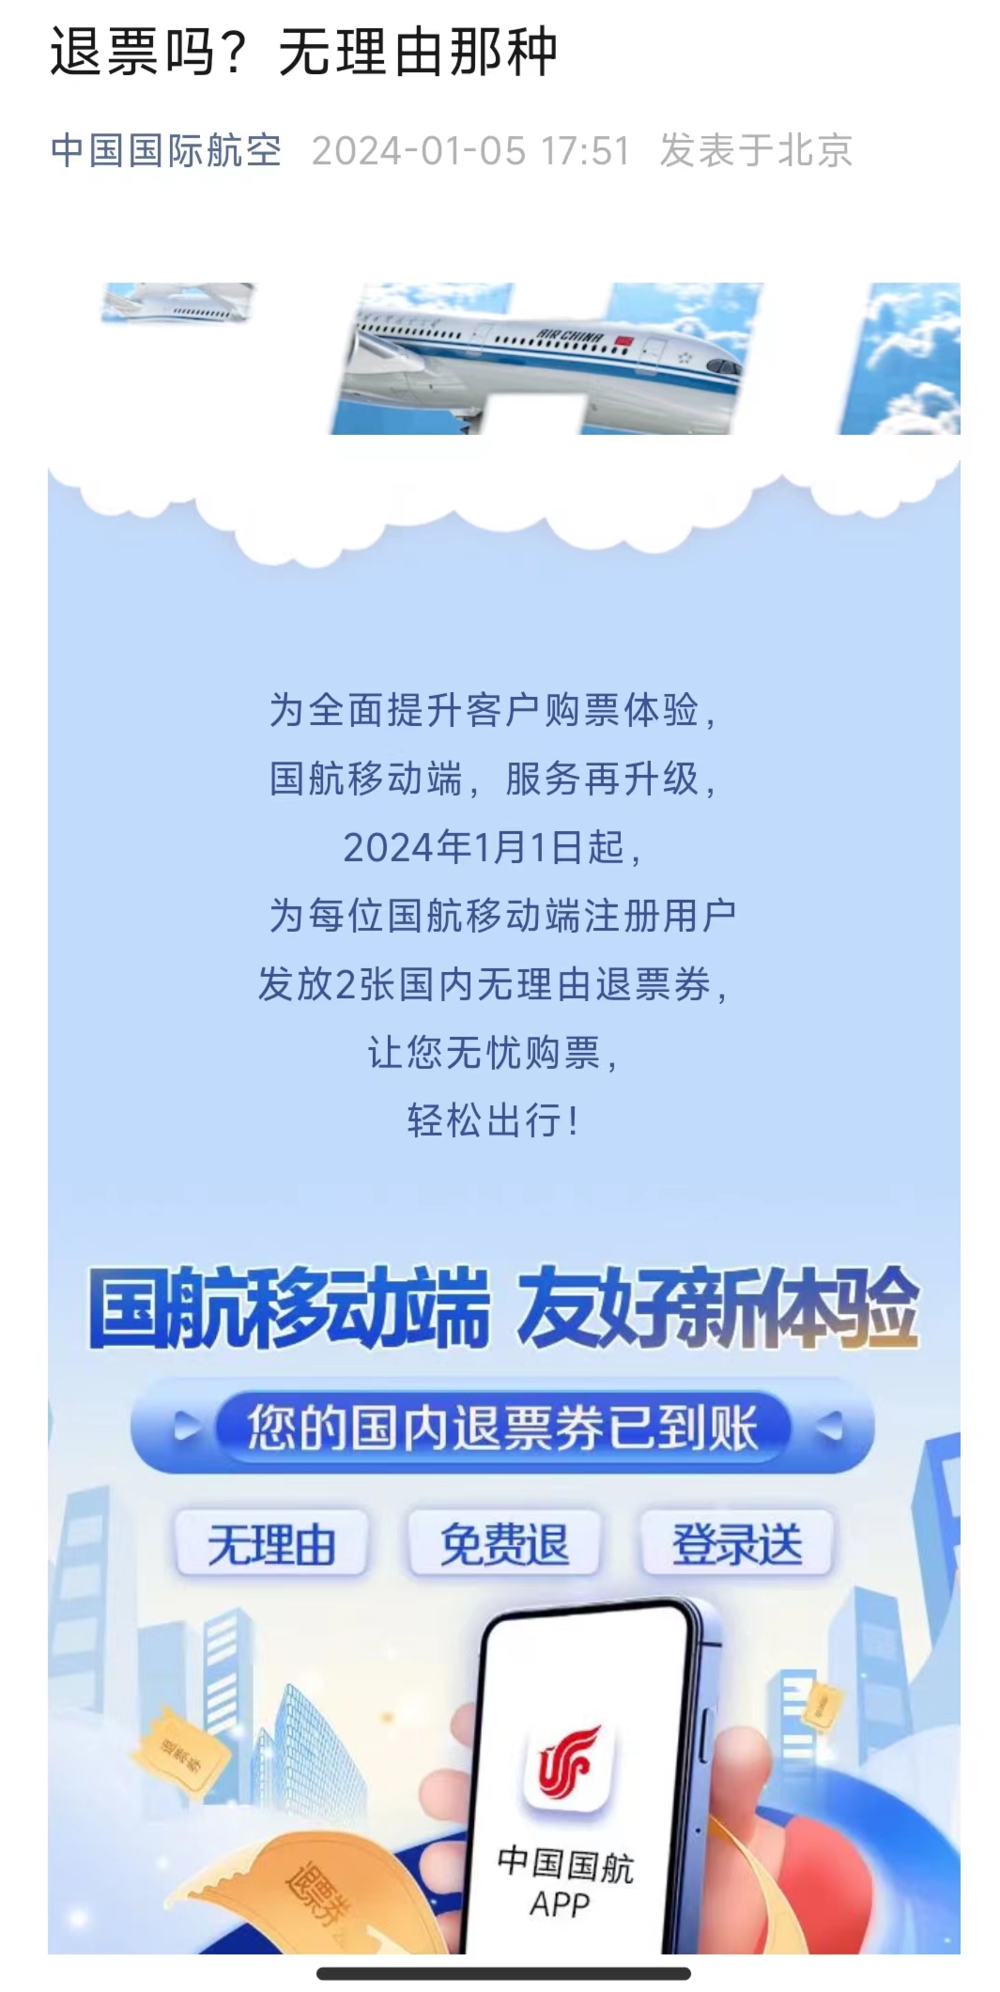 退票吗？无理由那种
中国国际航空 2024-01-05 17:51 发表于北京
AIR CHINA
为全面提升客户购票体验，
国航移动端，服务再升级，
2024年1月1日起，
为每位国航移动端注册用户
发放2张国内无理由退票券，
让您无忧购票，
轻松出行！
国航移动端 友好新体验
您的国内退票券已到账
无理由 免费退 登录送
退票券
中国国航
APP
退票券